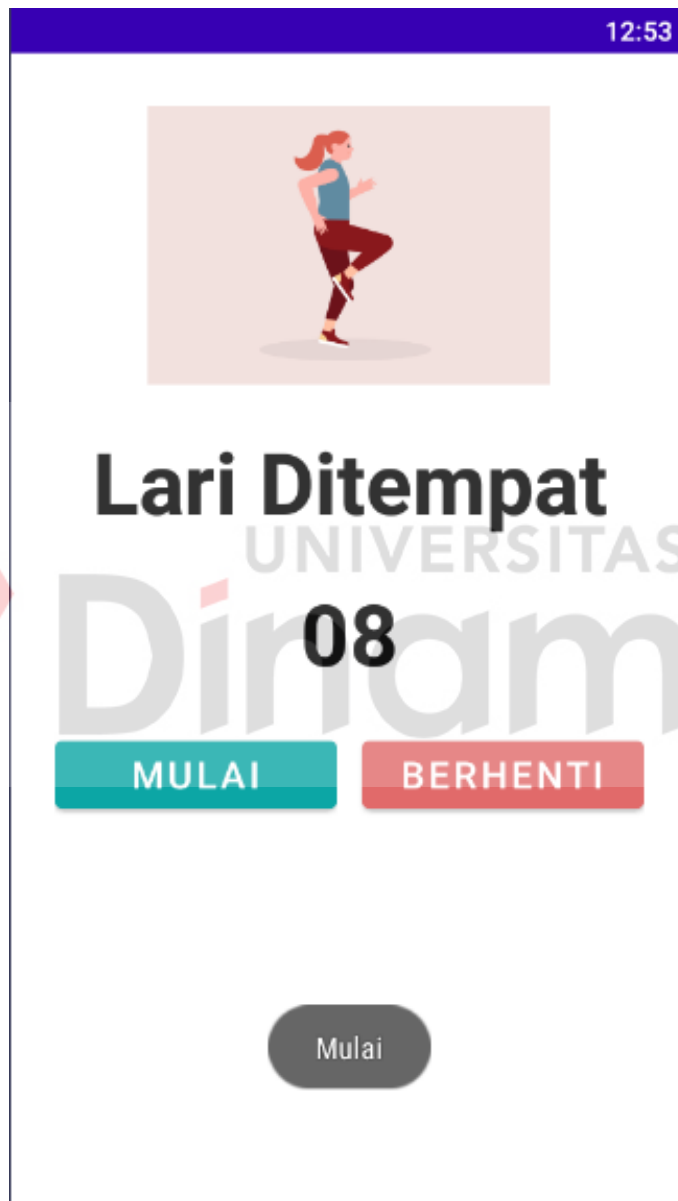 12:53
Lari Ditempat
UNIVERSITAS
Dinam
08
MULAI
BERHENTI
Mulai